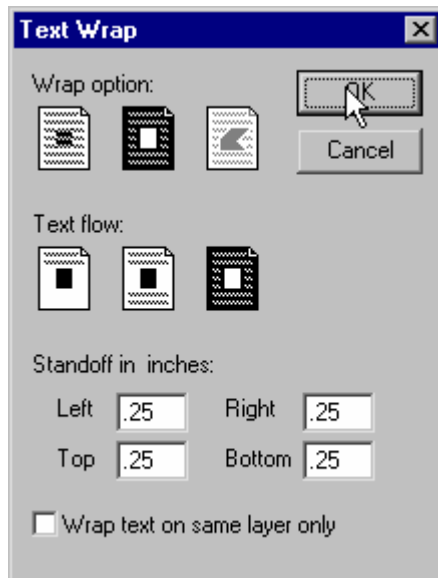 Text Wrap
Wrap option:
OK
Cancel
Text flow:
Standoff in inches:
Left .25 Right .25
Top .25 Bottom .25
Wrap text on same layer only